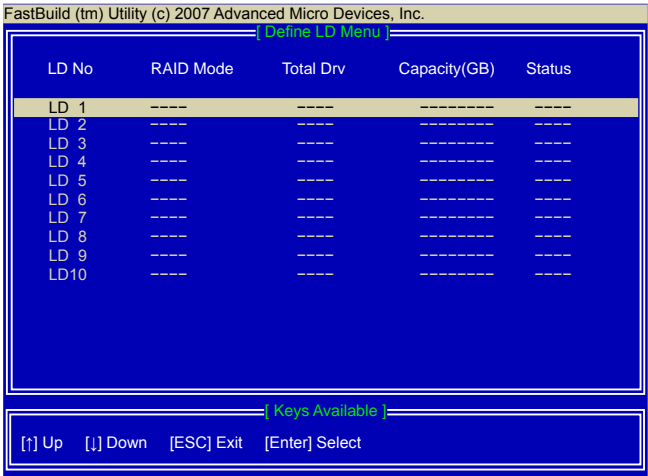 FastBuild (tm) Utility (c) 2007 Advanced Micro Devices, Inc.
[ Define LD Menu ]
LD No RAID Mode Total Drv Capacity(GB) Status
LD 1 ---- ---- -------- ----
LD 2 ---- ---- -------- ----
LD 3 ---- ---- -------- ----
LD 4 ---- ---- -------- ----
LD 5 ---- ---- -------- ----
LD 6 ---- ---- -------- ----
LD 7 ---- ---- -------- ----
LD 8 ---- ---- -------- ----
LD 9 ---- ---- -------- ----
LD10 ---- ---- -------- ----
[ Keys Available ]
[↑] Up [↓] Down [ESC] Exit [Enter] Select